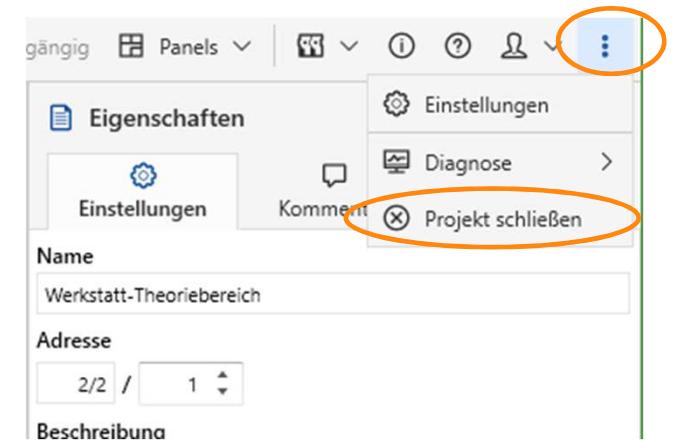 gängig Panels
Eigenschaften
Einstellungen
Diagnose
Projekt schließen
Einstellungen Komment
Name
Werkstatt-Theoriebereich
Adresse
2/2 / 1
Beschreibung